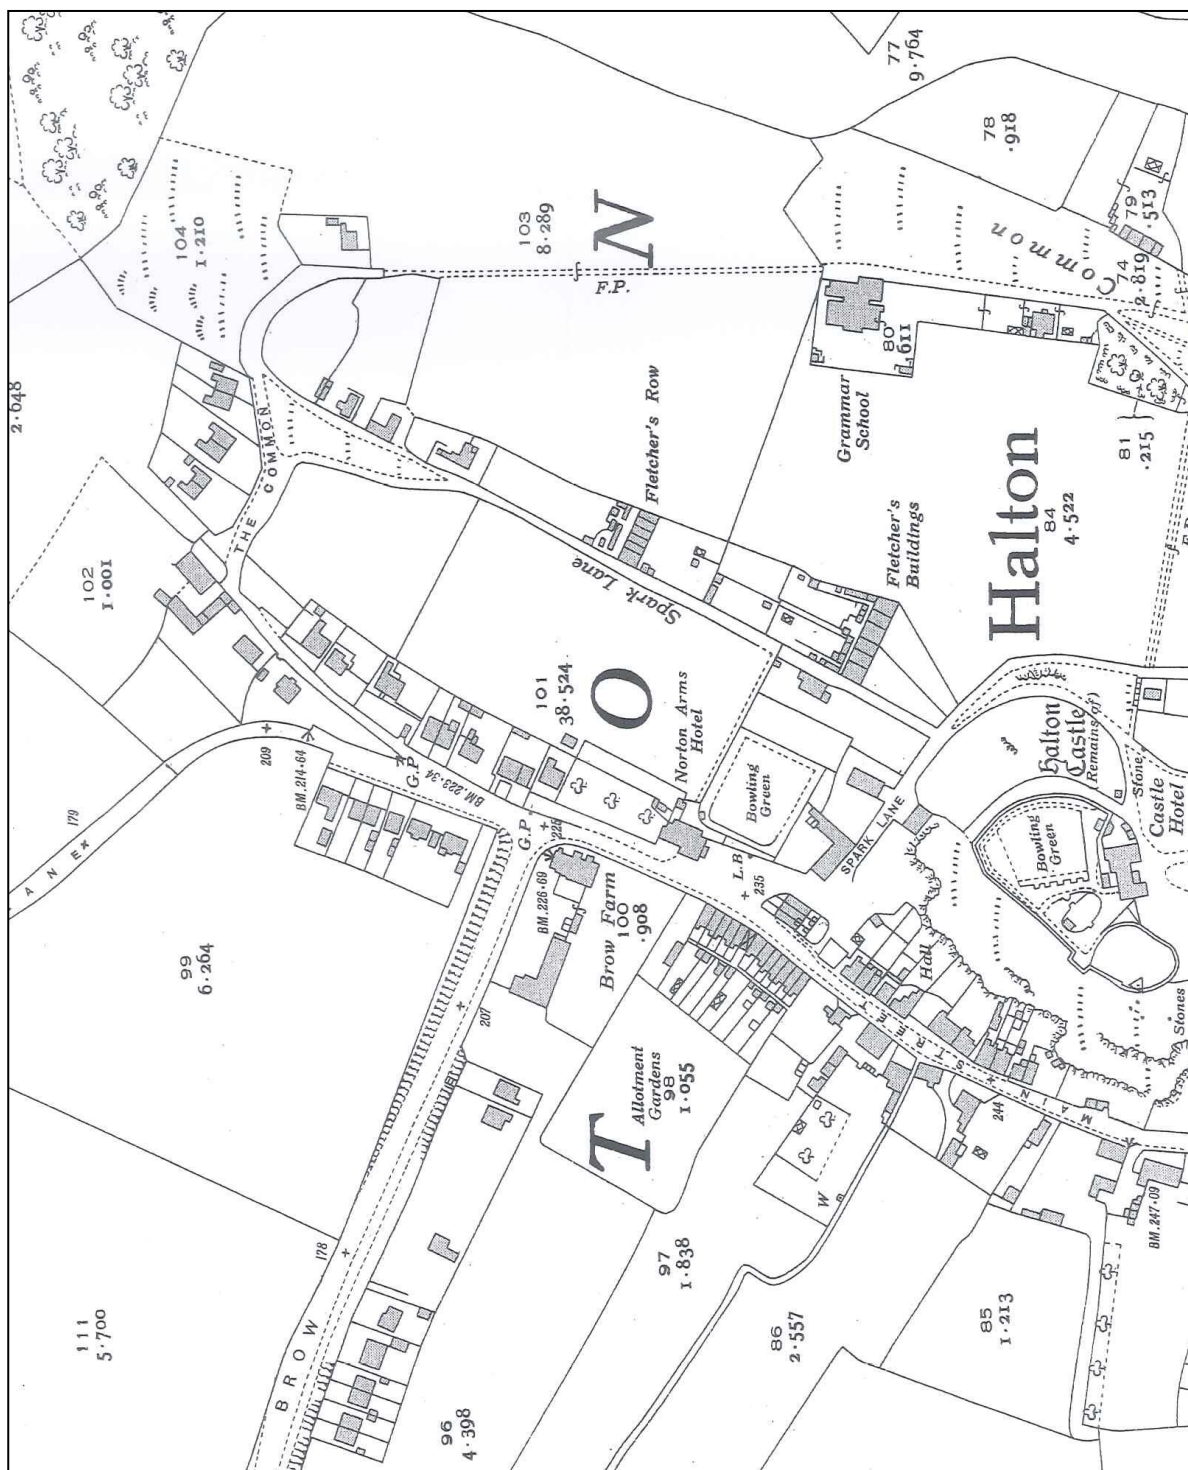 77
9·764
78
·918
79
·513
74
2·819
Common
104
1·210
103
8·289
N
F.P.
80
·611
Grammar
School
81
·215
2·648
THE COMMON
Fletcher's Row
Spark Lane
Fletcher's
Buildings
Halton
84
4·522
102
1·001
101
38·524
O
Norton Arms
Hotel
Bowling
Green
SPARK LANE
Halton
Castle
(Remains of)
Stone
Castle
Hotel
Bowling
Green
209
BM.214·64
G.P.
BM.223·34
G.P.
225
179
ANE
BM.226·69
Brow Farm
100
·908
L.B.
235
Hall
MAIN STREET
99
6·264
207
Allotment
Gardens
98
1·055
T
244
Stones
W
BM.247·09
178
BROW
97
1·838
86
2·557
85
1·213
111
5·700
96
4·398